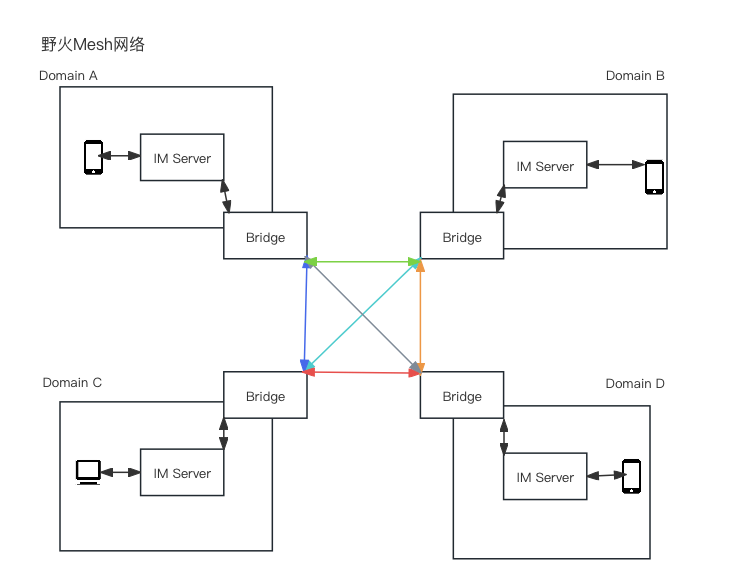 野火Mesh网络
Domain A
Domain B
IM Server
IM Server
Bridge
Bridge
Domain C
Domain D
Bridge
Bridge
IM Server
IM Server